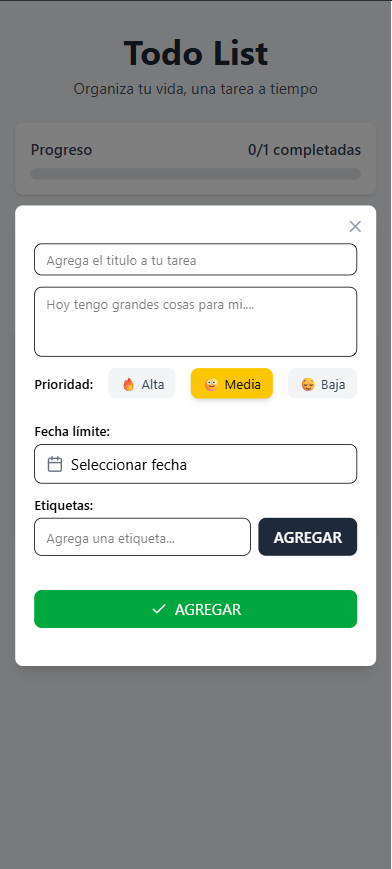 Todo List
Organiza tu vida, una tarea a tiempo
Progreso 0/1 completadas
Agrega el titulo a tu tarea
Hoy tengo grandes cosas para mi....
Prioridad: Alta Media Baja
Fecha límite:
Seleccionar fecha
Etiquetas:
Agrega una etiqueta... AGREGAR
AGREGAR